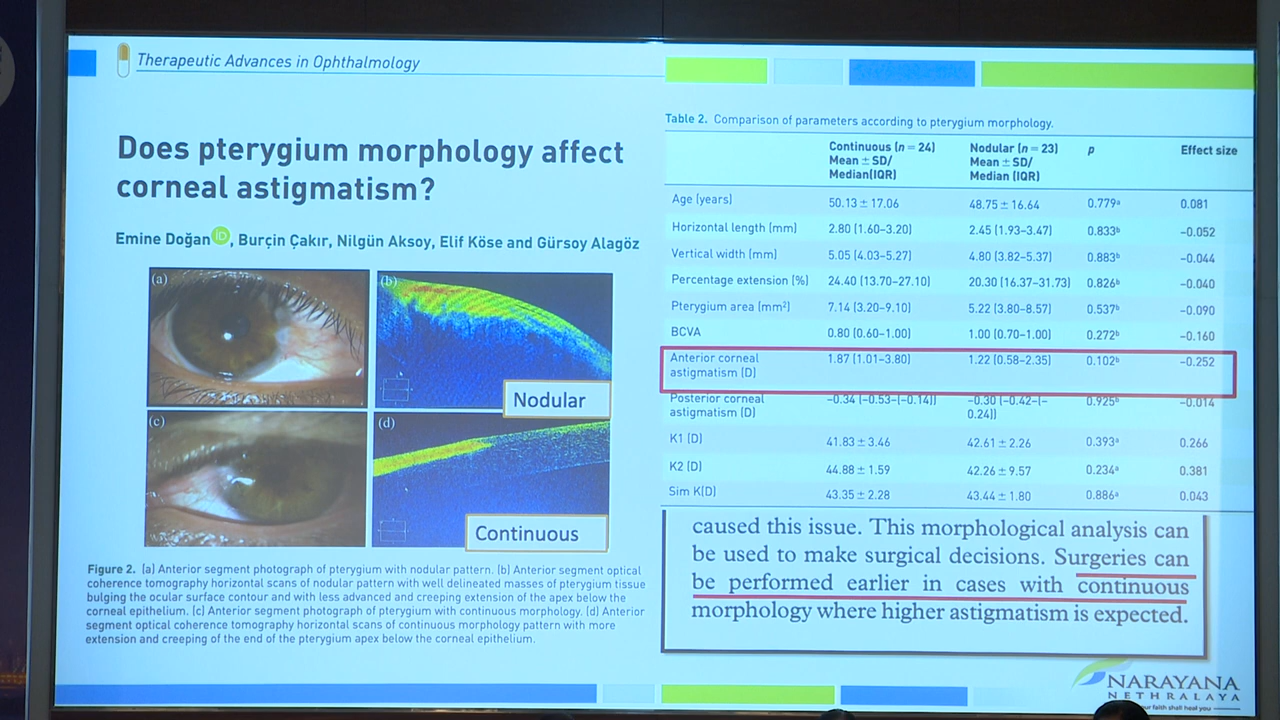 Therapeutic Advances in Ophthalmology
Does pterygium morphology affect
corneal astigmatism?
Emine Doğan iD, Burçin Çakır, Nilgün Aksoy, Elif Köse and Gürsoy Alagöz
(a)
(b)
Nodular
(c)
(d)
Continuous
Figure 2. (a) Anterior segment photograph of pterygium with nodular pattern. (b) Anterior segment optical
coherence tomography horizontal scans of nodular pattern with well delineated masses of pterygium tissue
bulging the ocular surface contour and with less advanced and creeping extension of the apex below the
corneal epithelium. (c) Anterior segment photograph of pterygium with continuous morphology. (d) Anterior
segment optical coherence tomography horizontal scans of continuous morphology pattern with more
extension and creeping of the end of the pterygium apex below the corneal epithelium.
Table 2. Comparison of parameters according to pterygium morphology.
Continuous (n = 24) Nodular (n = 23) p Effect size
Mean ± SD/ Mean ± SD/
Median(IQR) Median (IQR)
Age (years) 50.13 ± 17.06 48.75 ± 16.64 0.779ᵃ 0.081
Horizontal length (mm) 2.80 (1.60–3.20) 2.45 (1.93–3.47) 0.833ᵇ −0.052
Vertical width (mm) 5.05 (4.03–5.27) 4.80 (3.82–5.37) 0.883ᵇ −0.044
Percentage extension (%) 24.40 (13.70–27.10) 20.30 (16.37–31.73) 0.826ᵇ −0.040
Pterygium area (mm²) 7.14 (3.20–9.10) 5.22 (3.80–8.57) 0.537ᵇ −0.090
BCVA 0.80 (0.60–1.00) 1.00 (0.70–1.00) 0.272ᵇ −0.160
Anterior corneal 1.87 (1.01–3.80) 1.22 (0.58–2.35) 0.102ᵇ −0.252
astigmatism (D)
Posterior corneal −0.34 (−0.53–(−0.14)) −0.30 (−0.42–(− 0.925ᵇ −0.014
astigmatism (D) 0.24))
K1 (D) 41.83 ± 3.46 42.61 ± 2.26 0.393ᵃ 0.266
K2 (D) 44.88 ± 1.59 42.26 ± 9.57 0.234ᵃ 0.381
Sim K(D) 43.35 ± 2.28 43.44 ± 1.80 0.886ᵃ 0.043
caused this issue. This morphological analysis can
be used to make surgical decisions. Surgeries can
be performed earlier in cases with continuous
morphology where higher astigmatism is expected.
NARAYANA
NETHRALAYA
our faith shall heal you